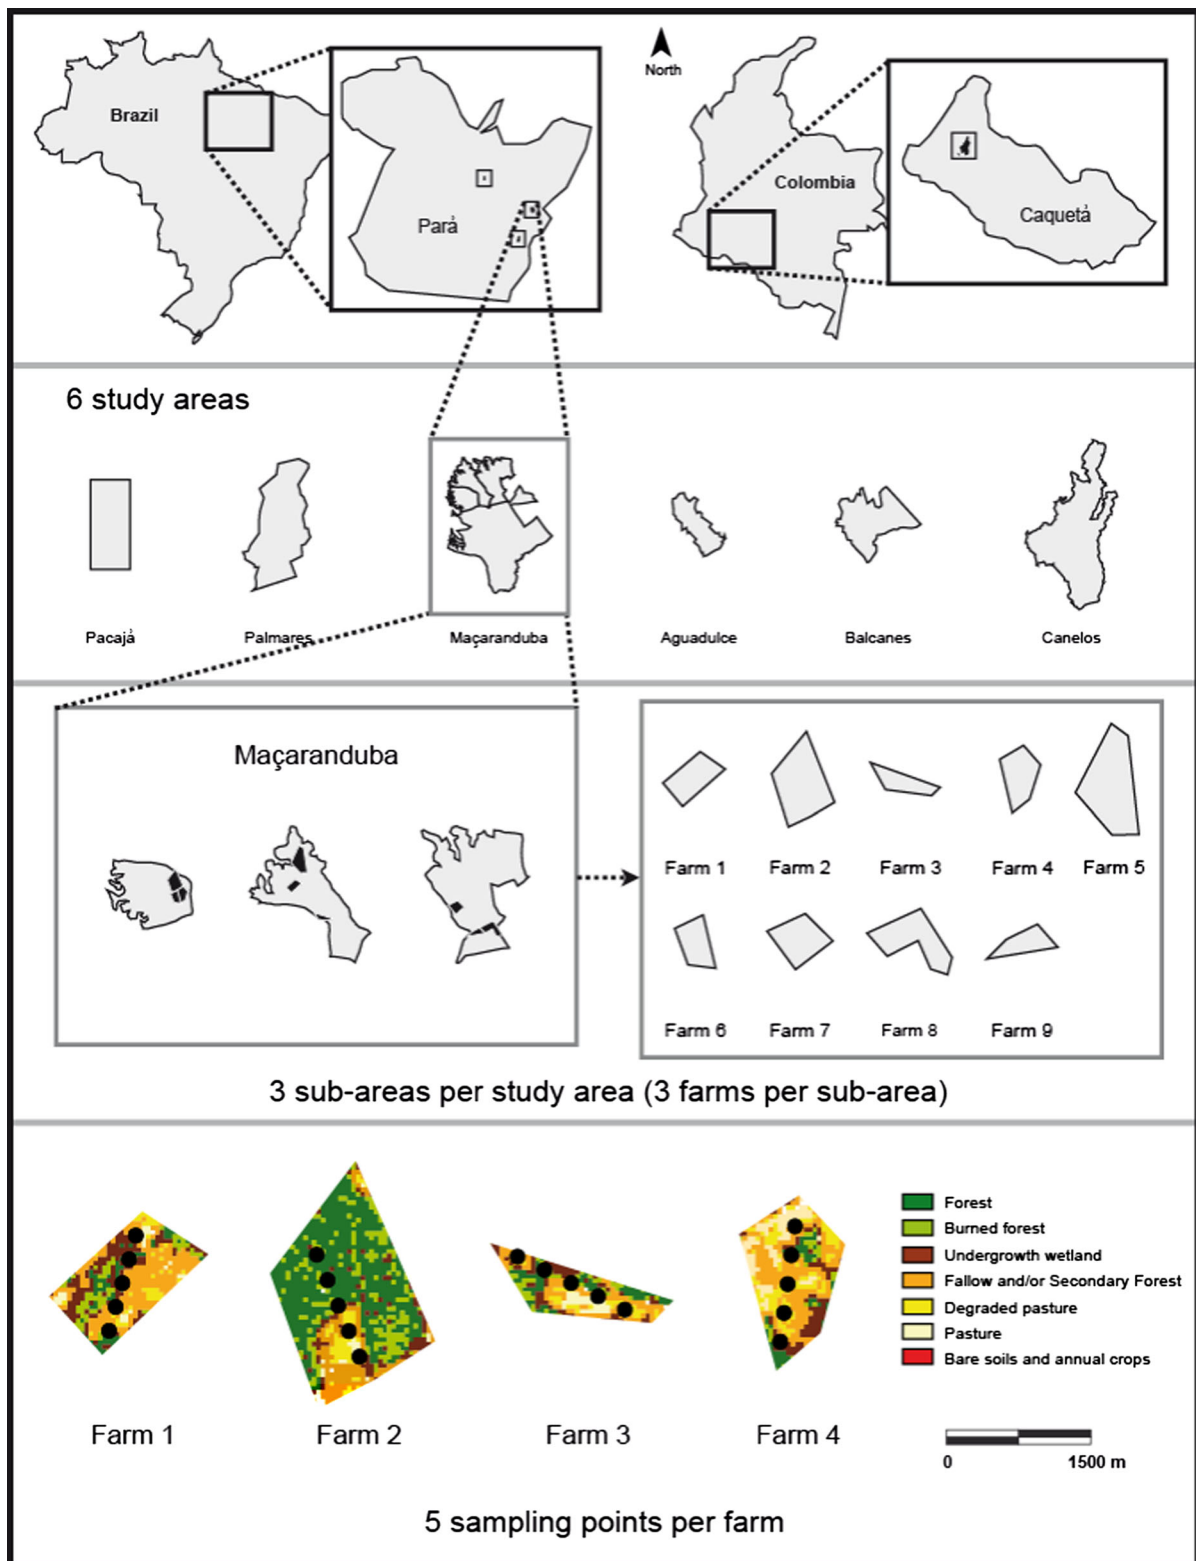 Brazil
Pará
North
Colombia
Caquetá
6 study areas
Pacajá
Palmares
Maçaranduba
Aguadulce
Balcanes
Canelos
Maçaranduba
Farm 1
Farm 2
Farm 3
Farm 4
Farm 5
Farm 6
Farm 7
Farm 8
Farm 9
3 sub-areas per study area (3 farms per sub-area)
Forest
Burned forest
Undergrowth wetland
Fallow and/or Secondary Forest
Degraded pasture
Pasture
Bare soils and annual crops
Farm 1
Farm 2
Farm 3
Farm 4
0 1500 m
5 sampling points per farm